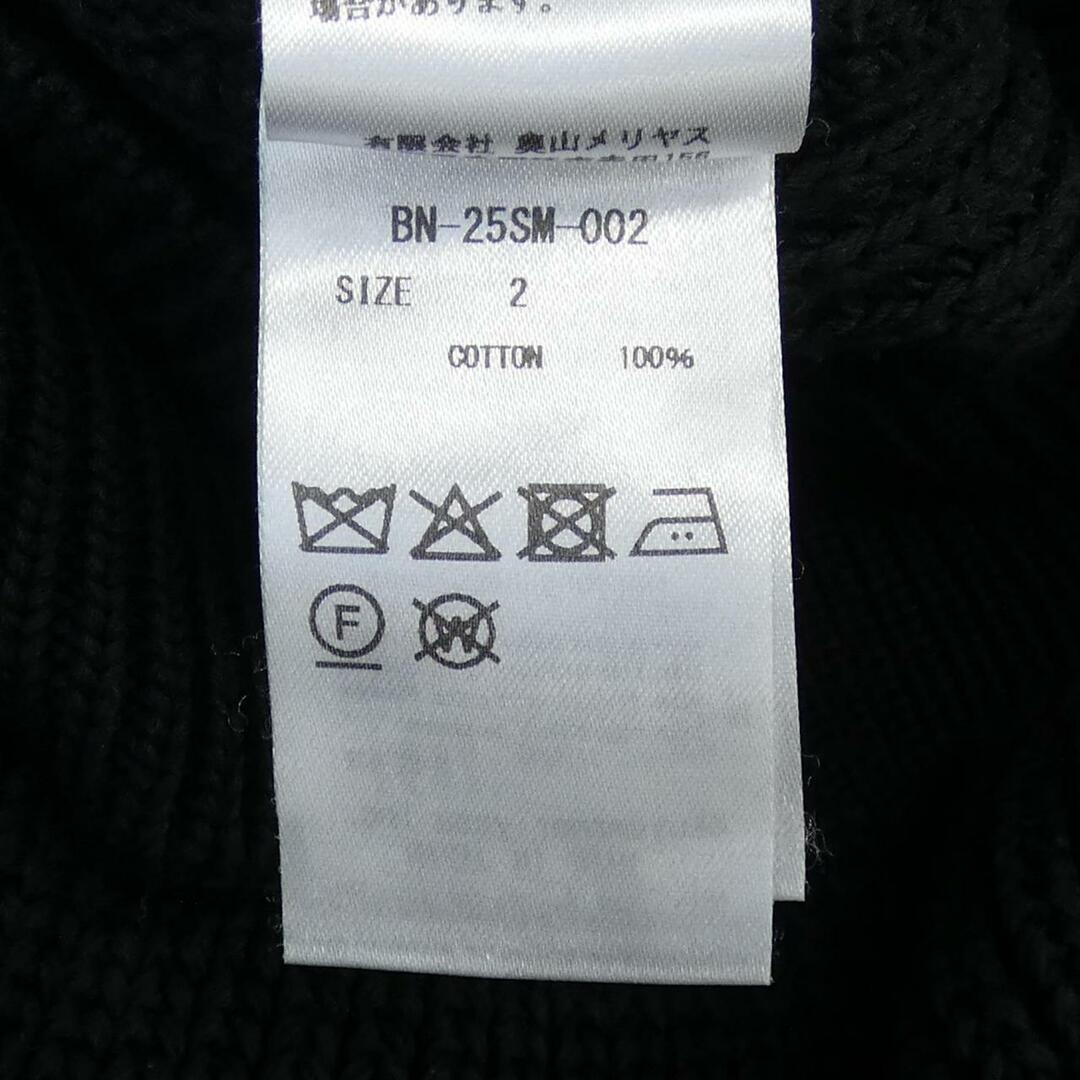 場合があります。
有限会社 奥山メリヤス
BN-25SM-002
SIZE 2
COTTON 100%
F
W